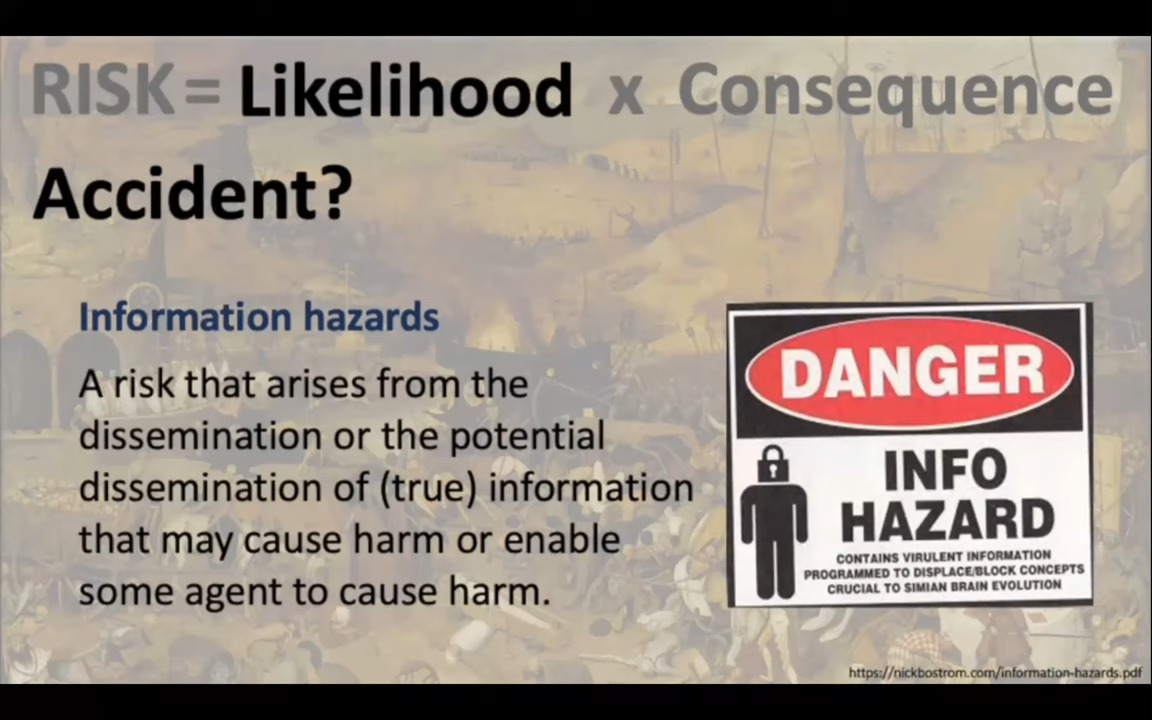 RISK = Likelihood x Consequence
Accident?
Information hazards
A risk that arises from the
dissemination or the potential
dissemination of (true) information
that may cause harm or enable
some agent to cause harm.
DANGER
INFO
HAZARD
CONTAINS VIRULENT INFORMATION
PROGRAMMED TO DISPLACE/BLOCK CONCEPTS
CRUCIAL TO SIMIAN BRAIN EVOLUTION
https://nickbostrom.com/information-hazards.pdf